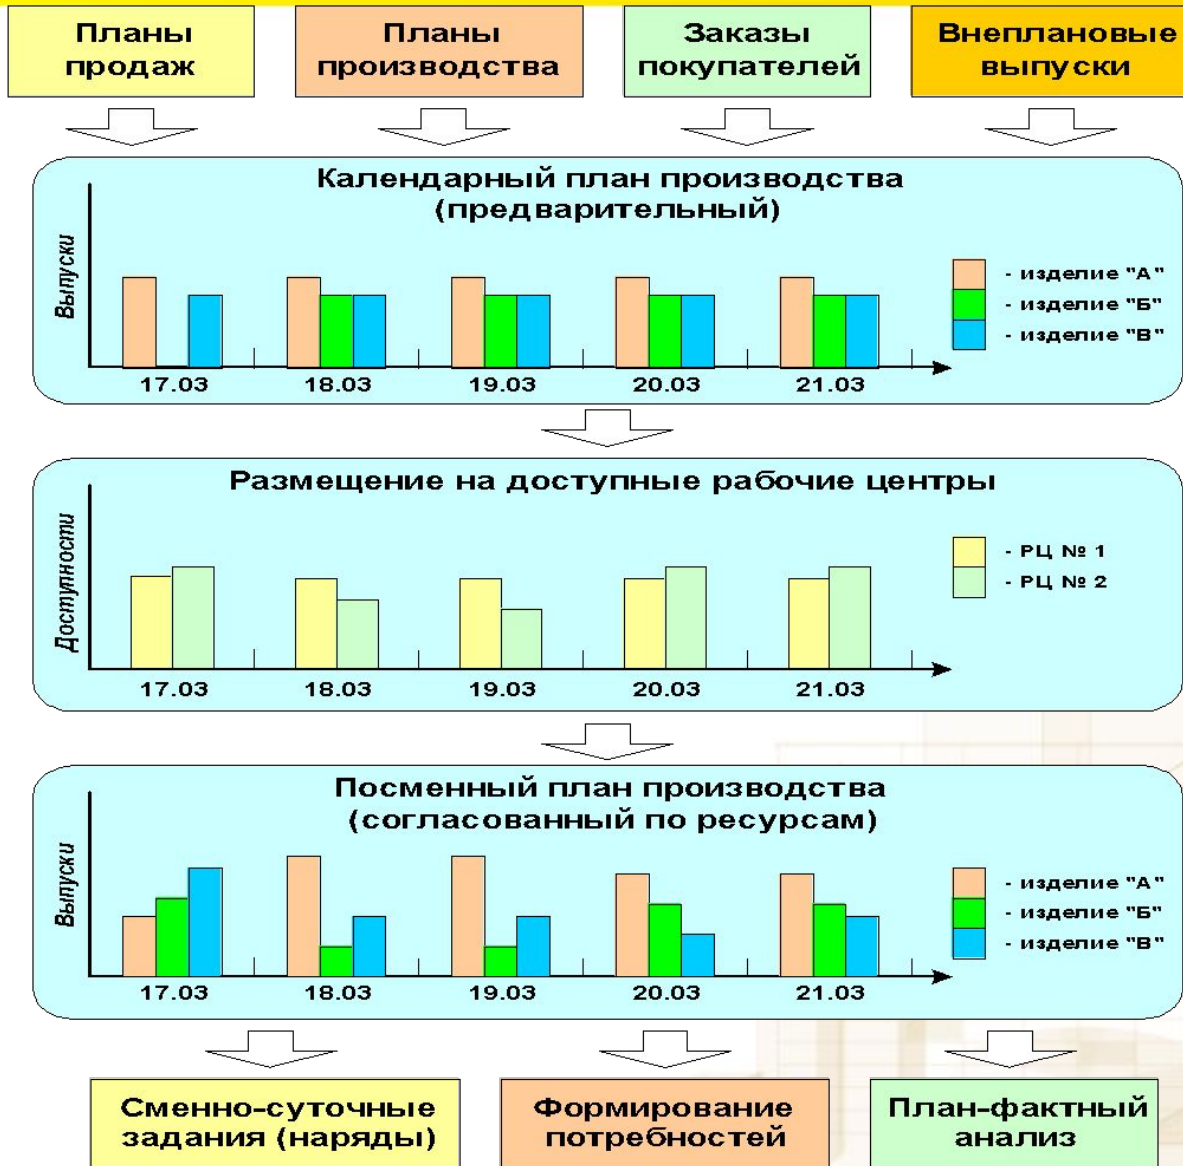 Планы
продаж
Планы
производства
Заказы
покупателей
Внеплановые
выпуски
Календарный план производства
(предварительный)
Выпуски
- изделие "А"
- изделие "Б"
- изделие "В"
17.03 18.03 19.03 20.03 21.03
Размещение на доступные рабочие центры
Доступности
- РЦ № 1
- РЦ № 2
17.03 18.03 19.03 20.03 21.03
Посменный план производства
(согласованный по ресурсам)
Выпуски
- изделие "А"
- изделие "Б"
- изделие "В"
17.03 18.03 19.03 20.03 21.03
Сменно-суточные
задания (наряды)
Формирование
потребностей
План-фактный
анализ